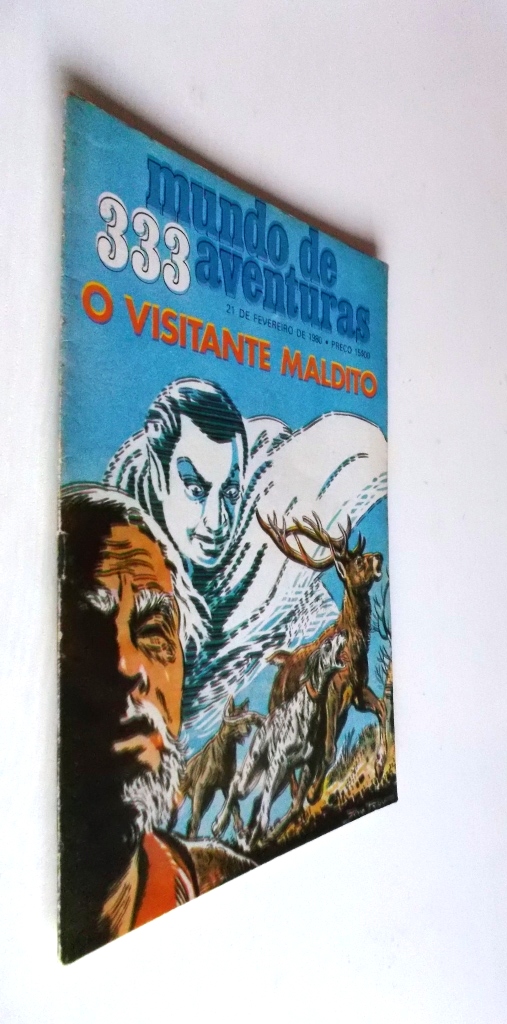 mundo de
333 aventuras
21 DE FEVEREIRO DE 1980 • PREÇO 15$00
O VISITANTE MALDITO